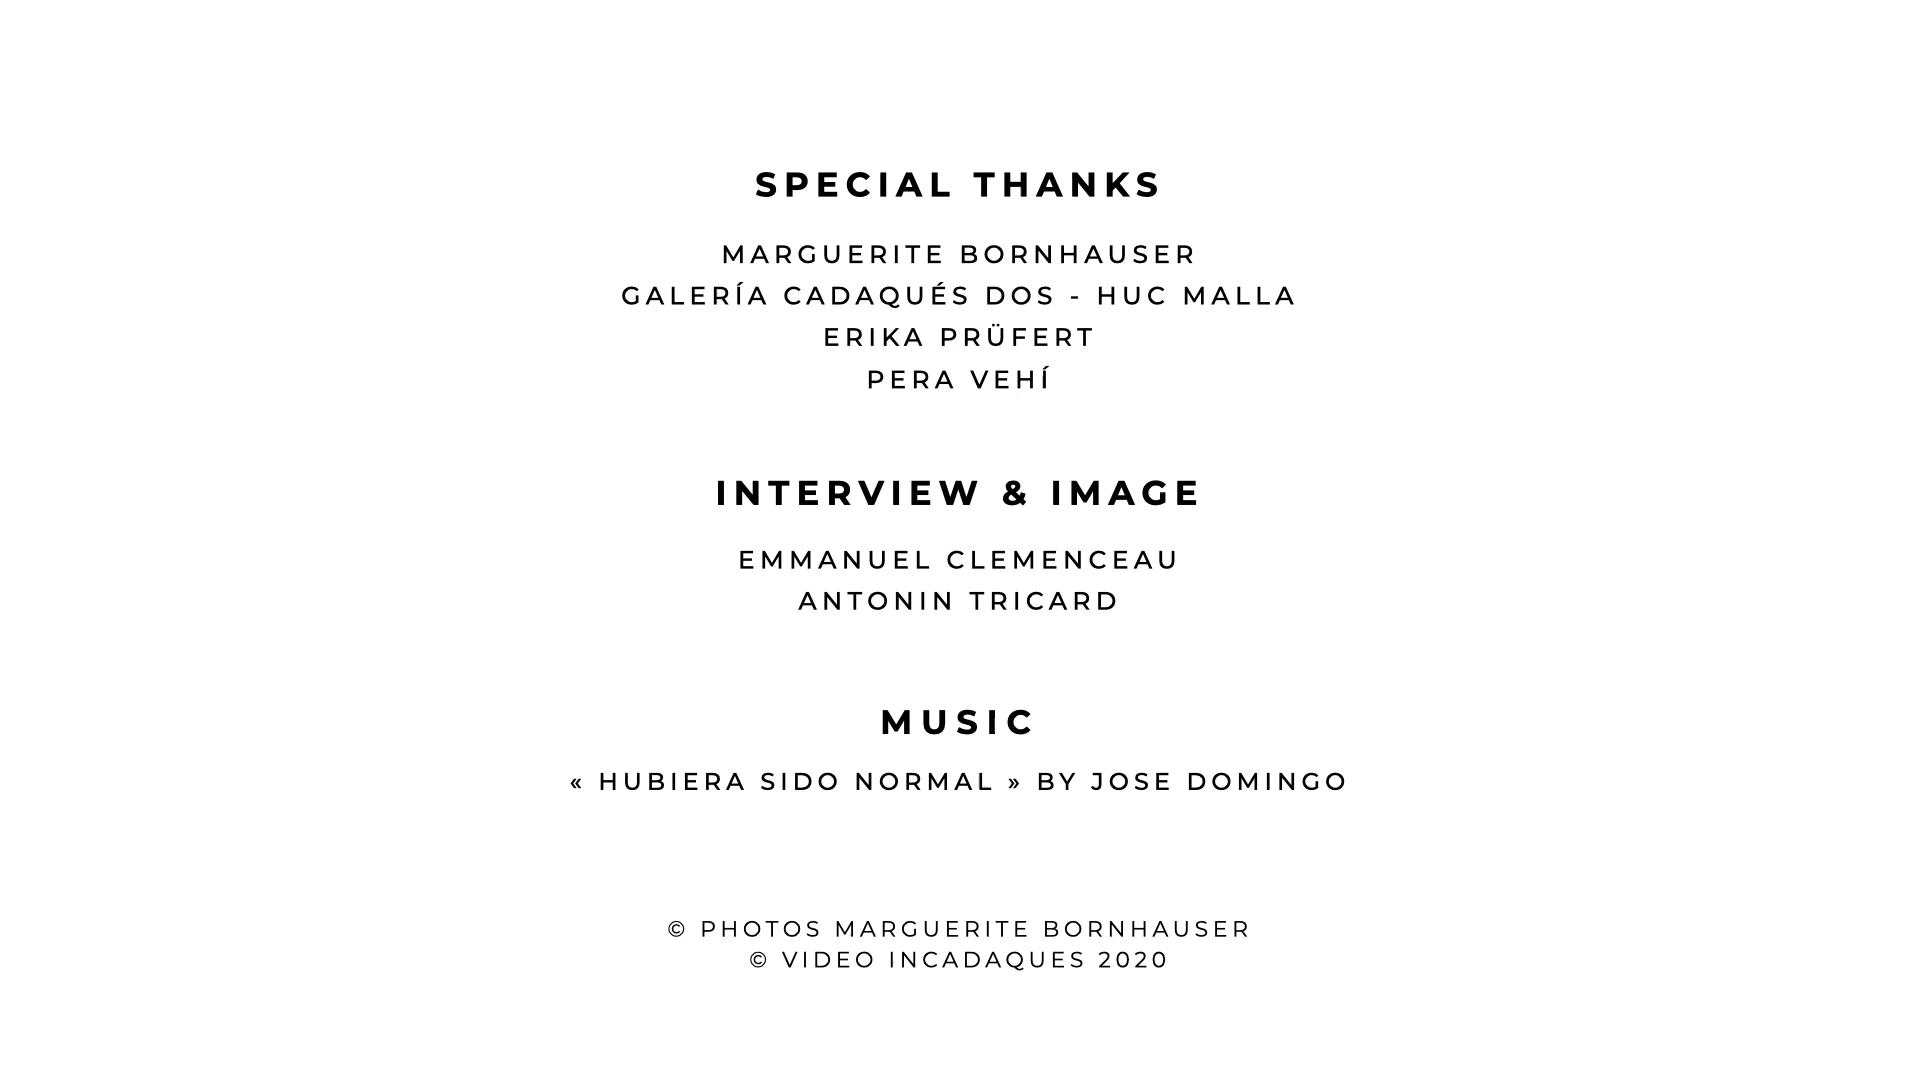 SPECIAL THANKS
MARGUERITE BORNHAUSER
GALERÍA CADAQUÉS DOS - HUC MALLA
ERIKA PRÜFERT
PERA VEHÍ
INTERVIEW & IMAGE
EMMANUEL CLEMENCEAU
ANTONIN TRICARD
MUSIC
« HUBIERA SIDO NORMAL » BY JOSE DOMINGO
© PHOTOS MARGUERITE BORNHAUSER
© VIDEO INCADAQUES 2020